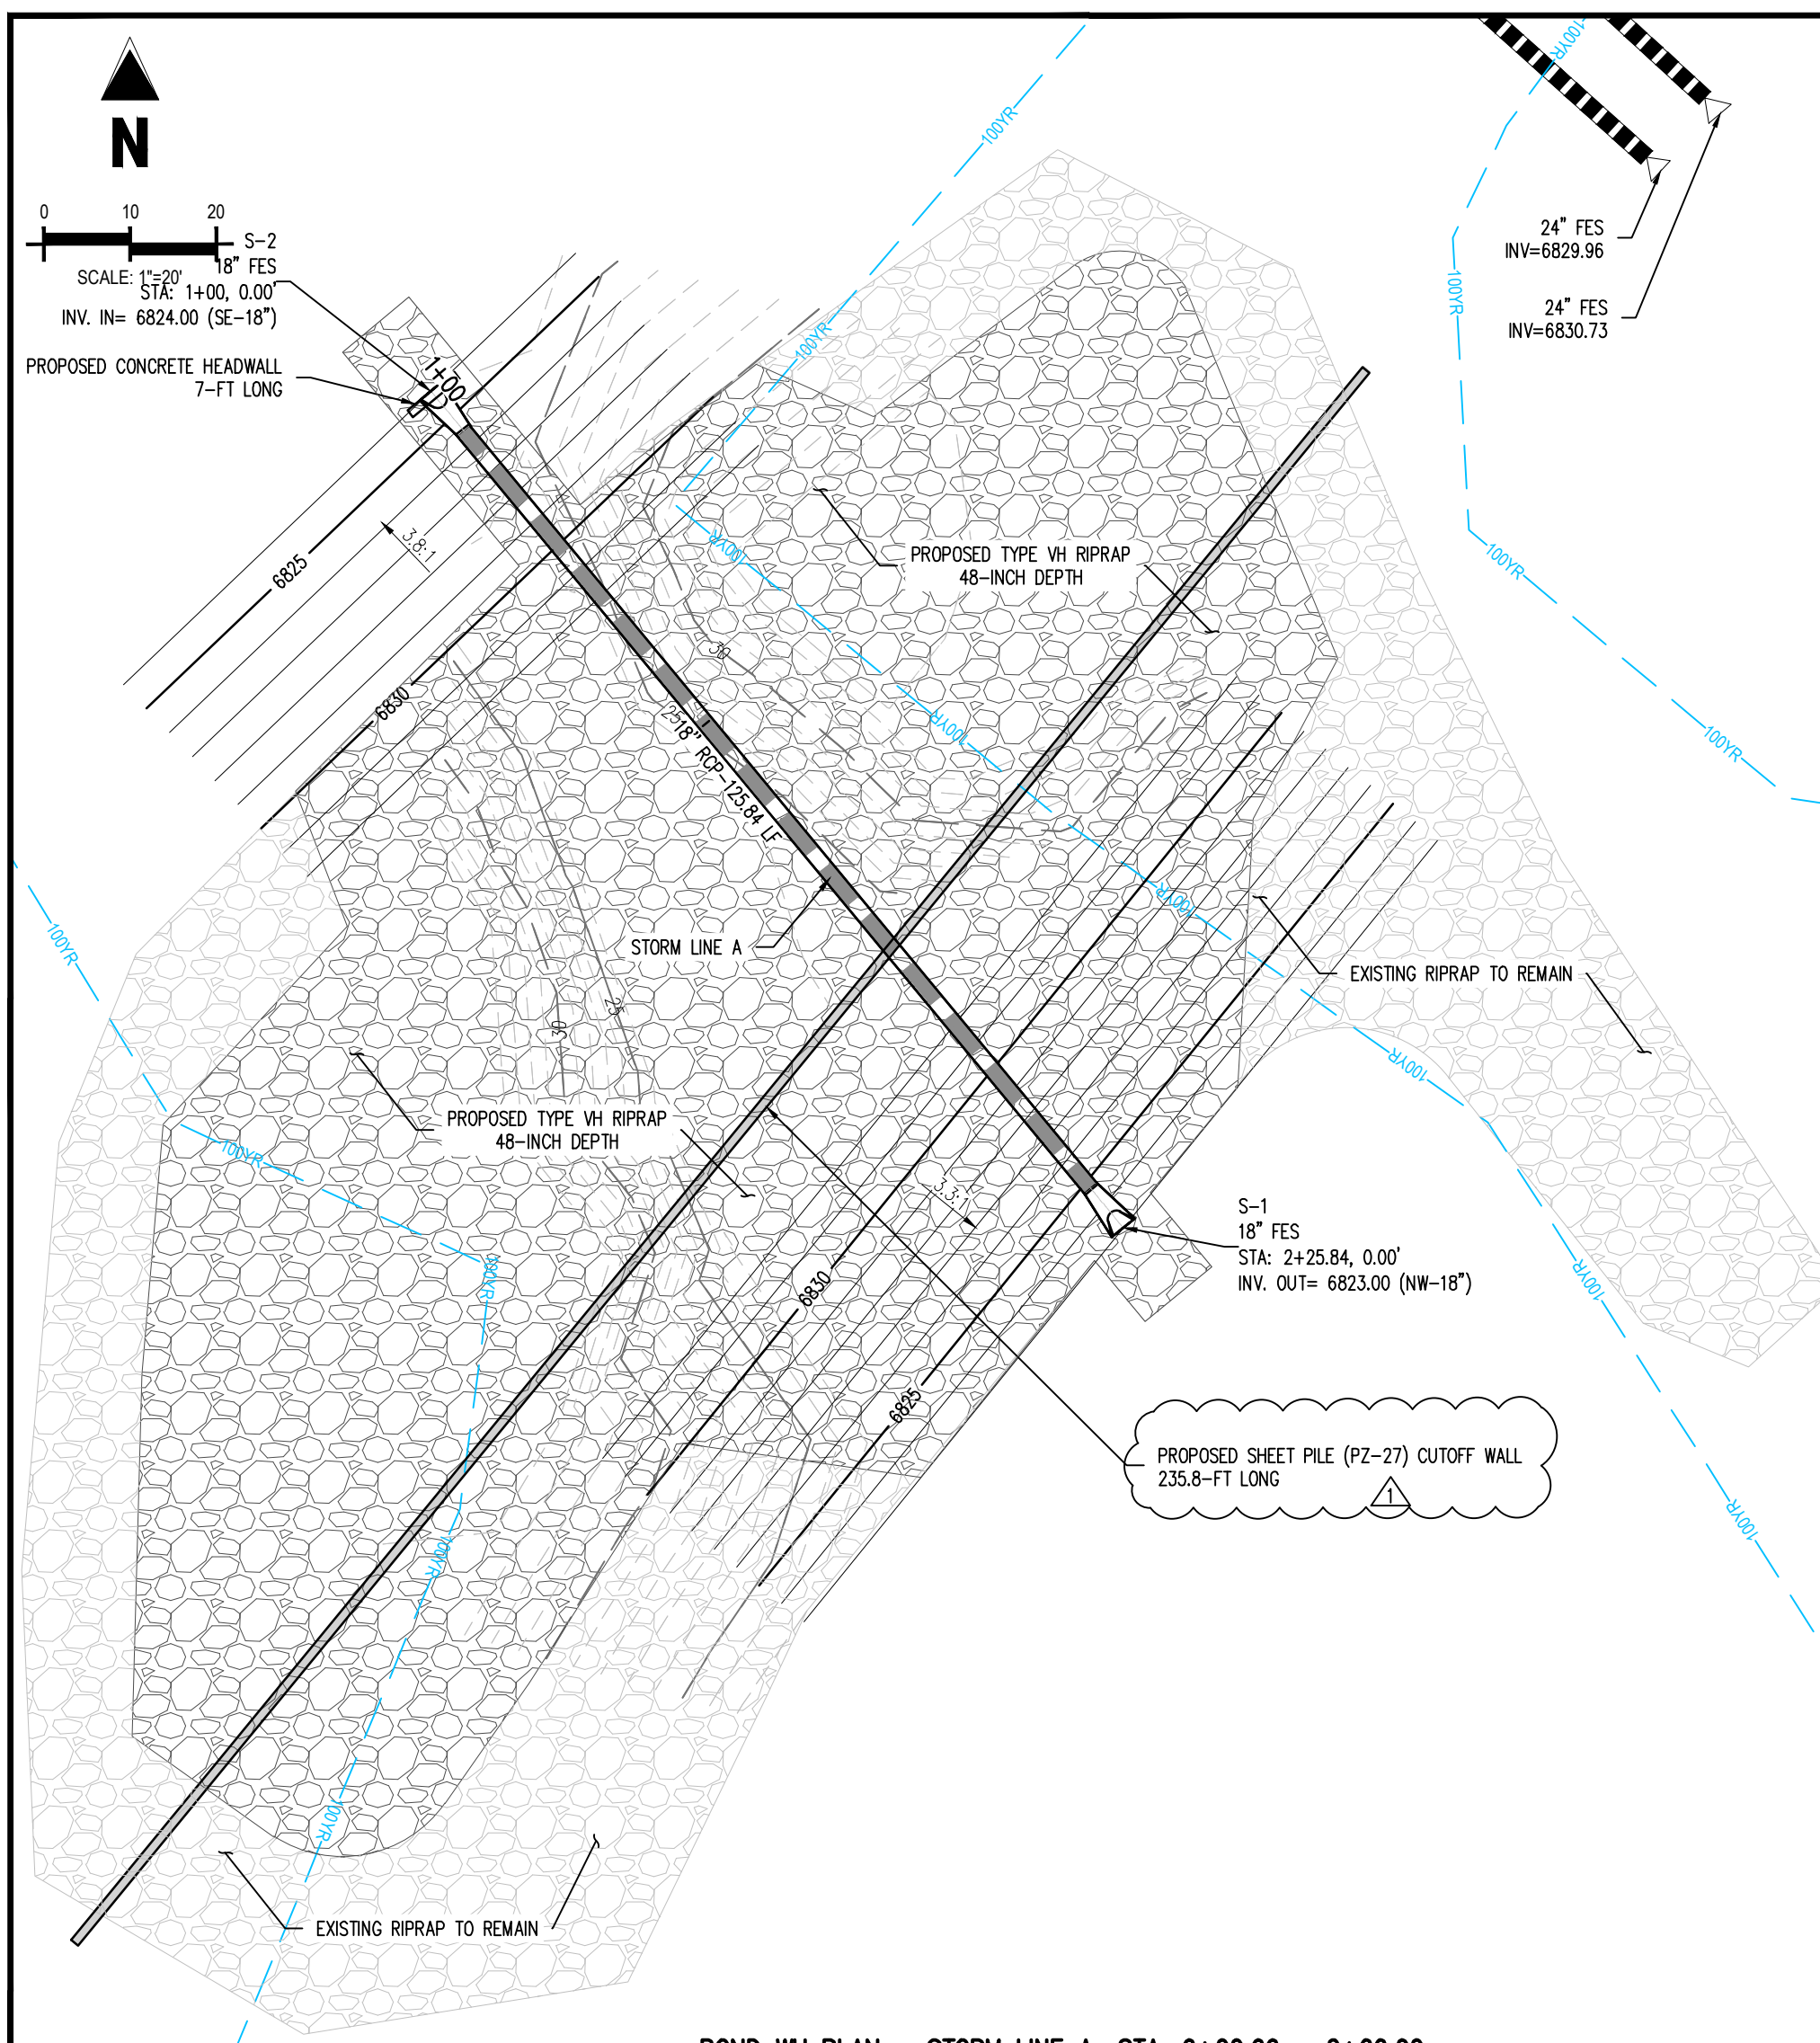 N
0 10 20
SCALE: 1"=20'
S-2
18" FES
STA: 1+00, 0.00'
INV. IN= 6824.00 (SE-18")
PROPOSED CONCRETE HEADWALL
7-FT LONG
1+00
100YR
100YR
100YR
100YR
24" FES
INV=6829.96
24" FES
INV=6830.73
6825
3.8:1
100YR
PROPOSED TYPE VH RIPRAP
48-INCH DEPTH
100YR
30
6830
25
18" RCP-125.84 LF
100YR
100YR
100YR
100YR
STORM LINE A
EXISTING RIPRAP TO REMAIN
25
30
100YR
PROPOSED TYPE VH RIPRAP
48-INCH DEPTH
100YR
3.3:1
S-1
18" FES
STA: 2+25.84, 0.00'
INV. OUT= 6823.00 (NW-18")
100YR
6830
100YR
6825
PROPOSED SHEET PILE (PZ-27) CUTOFF WALL
235.8-FT LONG
1
100YR
100YR
100YR
EXISTING RIPRAP TO REMAIN